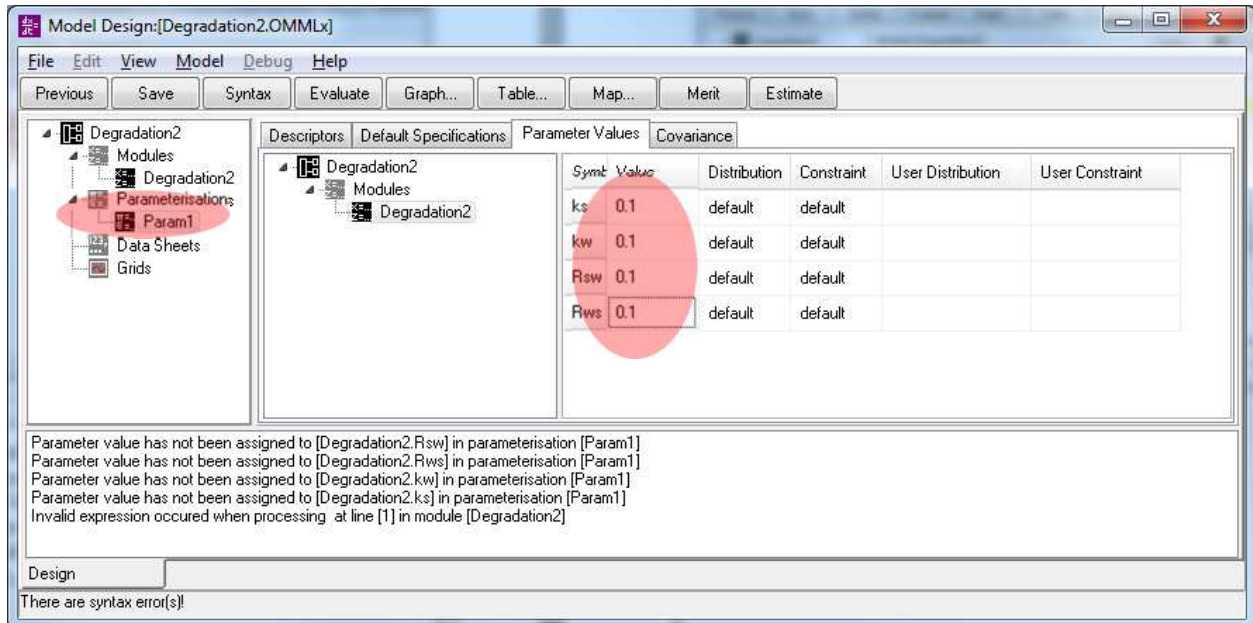 Model Design:[Degradation2.OMMLx]
File Edit View Model Debug Help
Previous Save Syntax Evaluate Graph... Table... Map... Merit Estimate
Degradation2
Modules
Degradation2
Parameterisations
Param1
Data Sheets
Grids
Descriptors Default Specifications Parameter Values Covariance
Degradation2
Modules
Degradation2
Symb Value Distribution Constraint User Distribution User Constraint
ks 0.1 default default
kw 0.1 default default
Rsw 0.1 default default
Rws 0.1 default default
Parameter value has not been assigned to [Degradation2.Rsw] in parameterisation [Param1]
Parameter value has not been assigned to [Degradation2.Rws] in parameterisation [Param1]
Parameter value has not been assigned to [Degradation2.kw] in parameterisation [Param1]
Parameter value has not been assigned to [Degradation2.ks] in parameterisation [Param1]
Invalid expression occured when processing at line [1] in module [Degradation2]
Design
There are syntax error(s)!